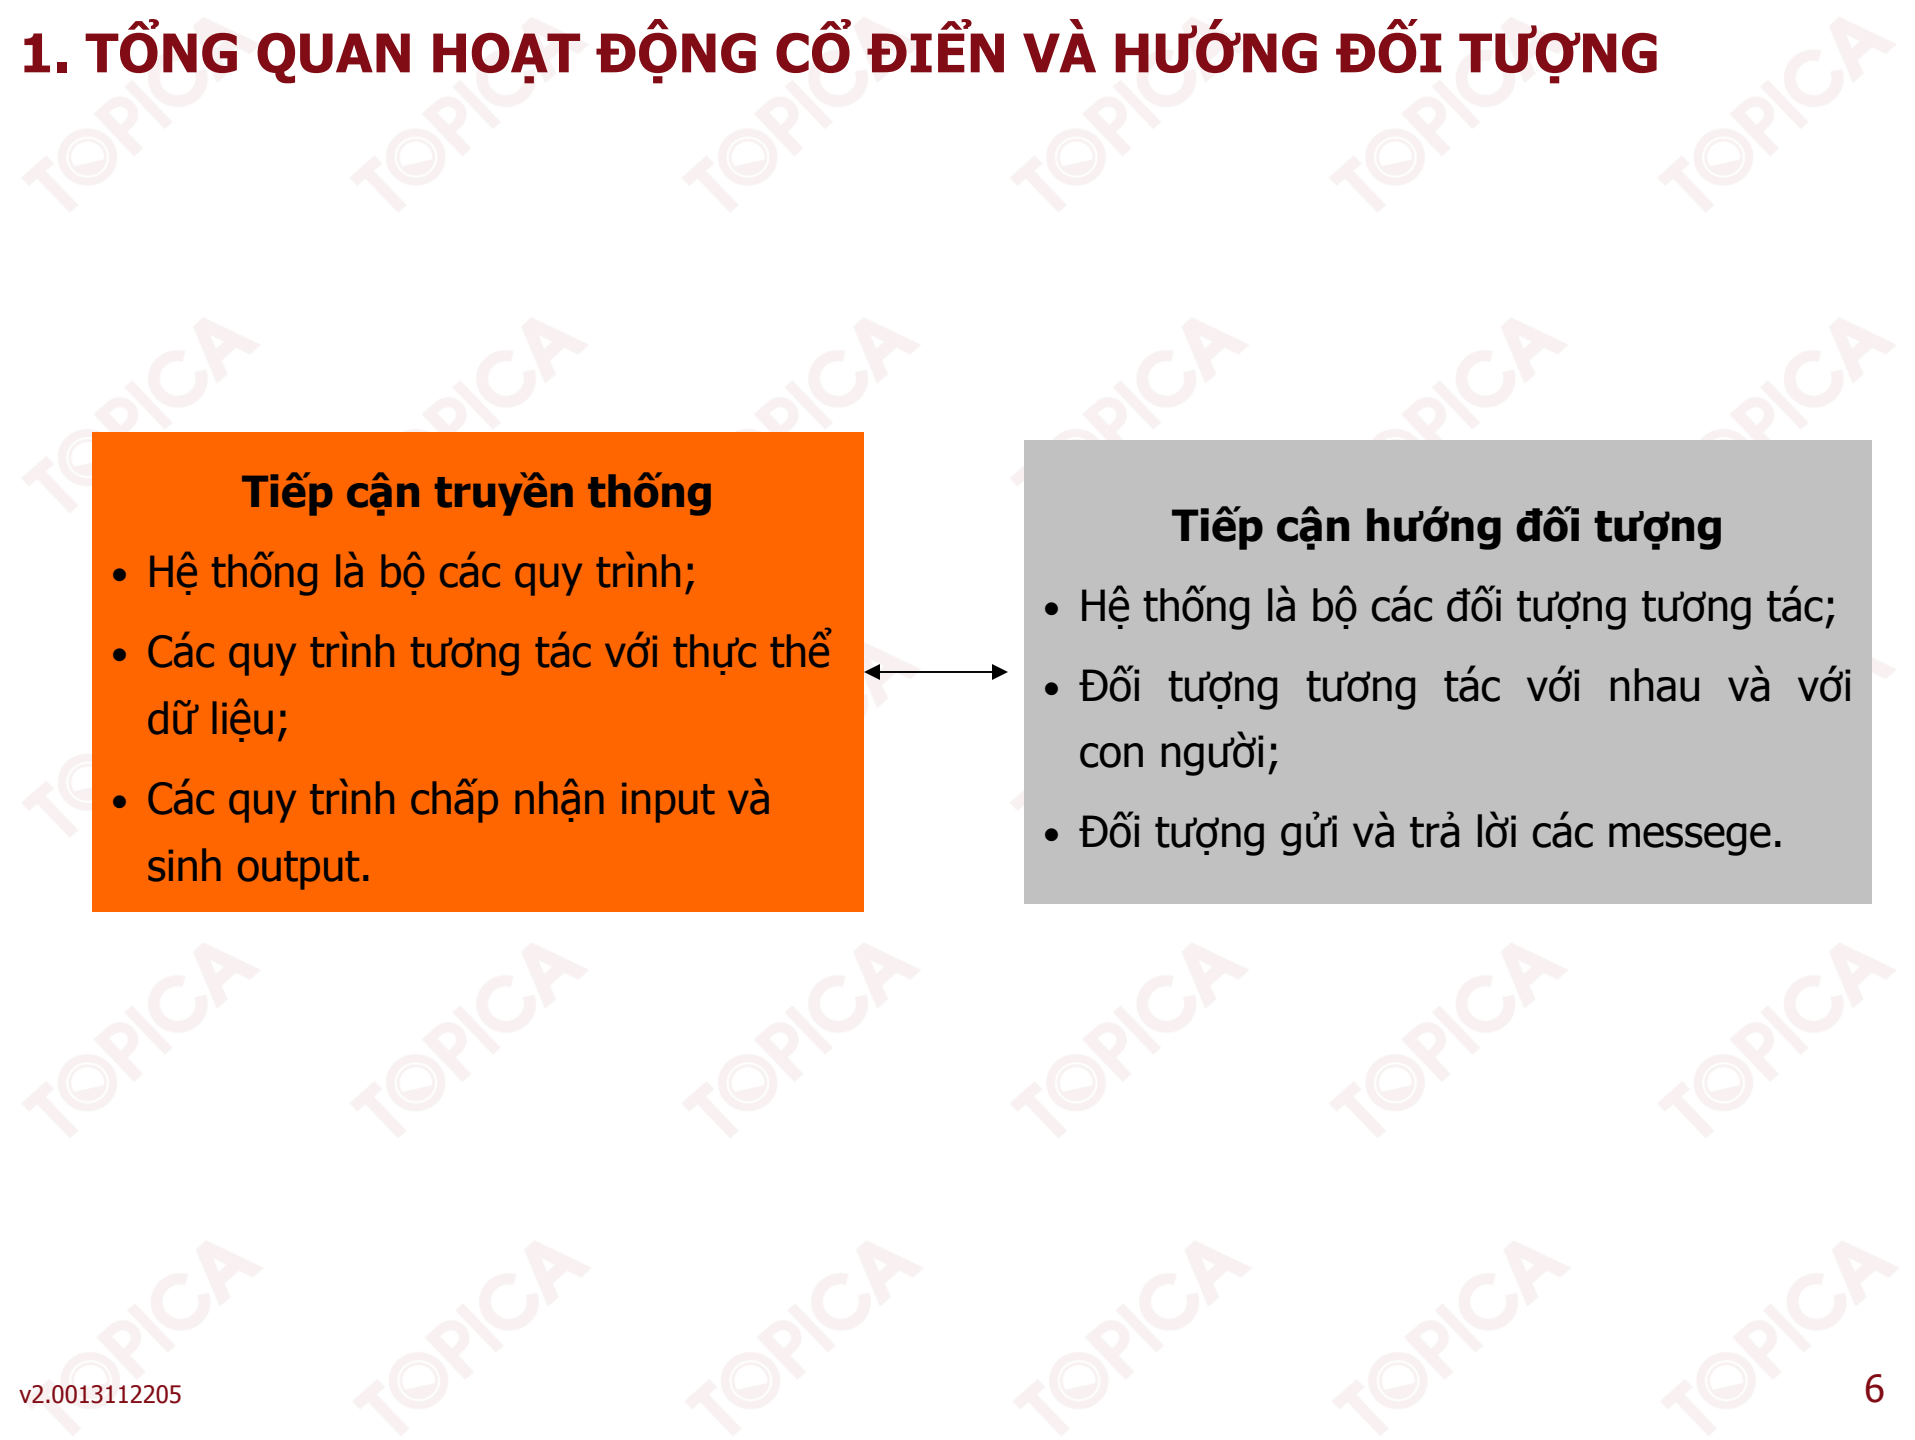 1. TỔNG QUAN HOẠT ĐỘNG CỔ ĐIỂN VÀ HƯỚNG ĐỐI TƯỢNG
Tiếp cận truyền thống
• Hệ thống là bộ các quy trình;
• Các quy trình tương tác với thực thể
dữ liệu;
• Các quy trình chấp nhận input và
sinh output.
Tiếp cận hướng đối tượng
• Hệ thống là bộ các đối tượng tương tác;
• Đối tượng tương tác với nhau và với
con người;
• Đối tượng gửi và trả lời các messege.
v2.0013112205
6